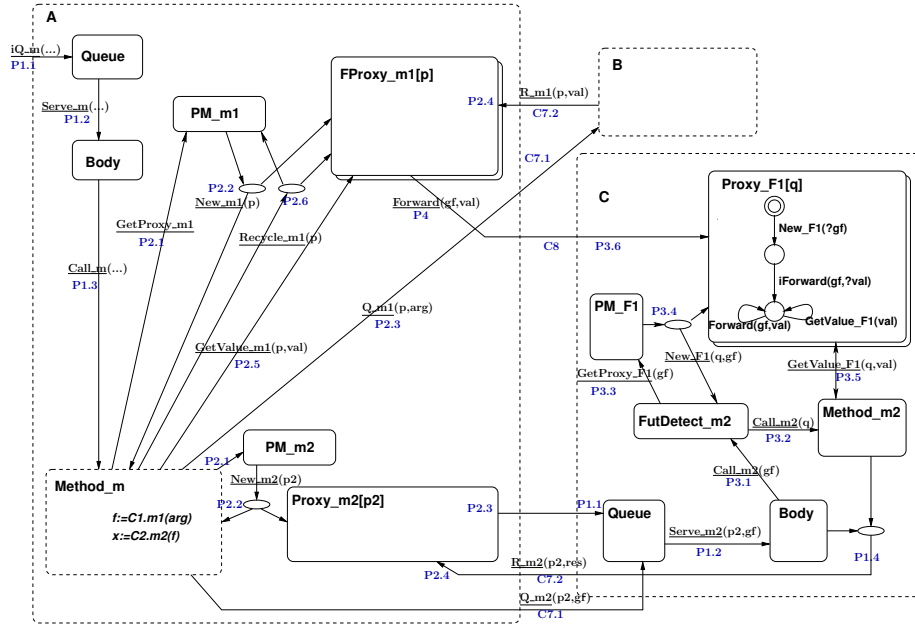 A
iQ_m(...)
P1.1
Queue
Serve_m(...)
P1.2
Body
PM_m1
P2.2
New_m1(p)
P2.6
GetProxy_m1
P2.1
Recycle_m1(p)
Call_m(...)
P1.3
FProxy_m1[p]
P2.4
R_m1(p,val)
C7.2
B
C7.1
Forward(gf,val)
P4
C8
P3.6
Q_m1(p,arg)
P2.3
GetValue_m1(p,val)
P2.5
C
Proxy_F1[q]
New_F1(?gf)
iForward(gf,?val)
Forward(gf,val)
GetValue_F1(val)
PM_F1
P3.4
New_F1(q,gf)
GetProxy_F1(gf)
P3.3
GetValue_F1(q,val)
P3.5
FutDetect_m2
Call_m2(q)
P3.2
Method_m2
Call_m2(gf)
P3.1
PM_m2
P2.1
New_m2(p2)
P2.2
Method_m
f:=C1.m1(arg)
x:=C2.m2(f)
Proxy_m2[p2]
P2.3
P1.1
P2.4
Queue
Serve_m2(p2,gf)
P1.2
Body
P1.4
R_m2(p2,res)
C7.2
Q_m2(p2,gf)
C7.1